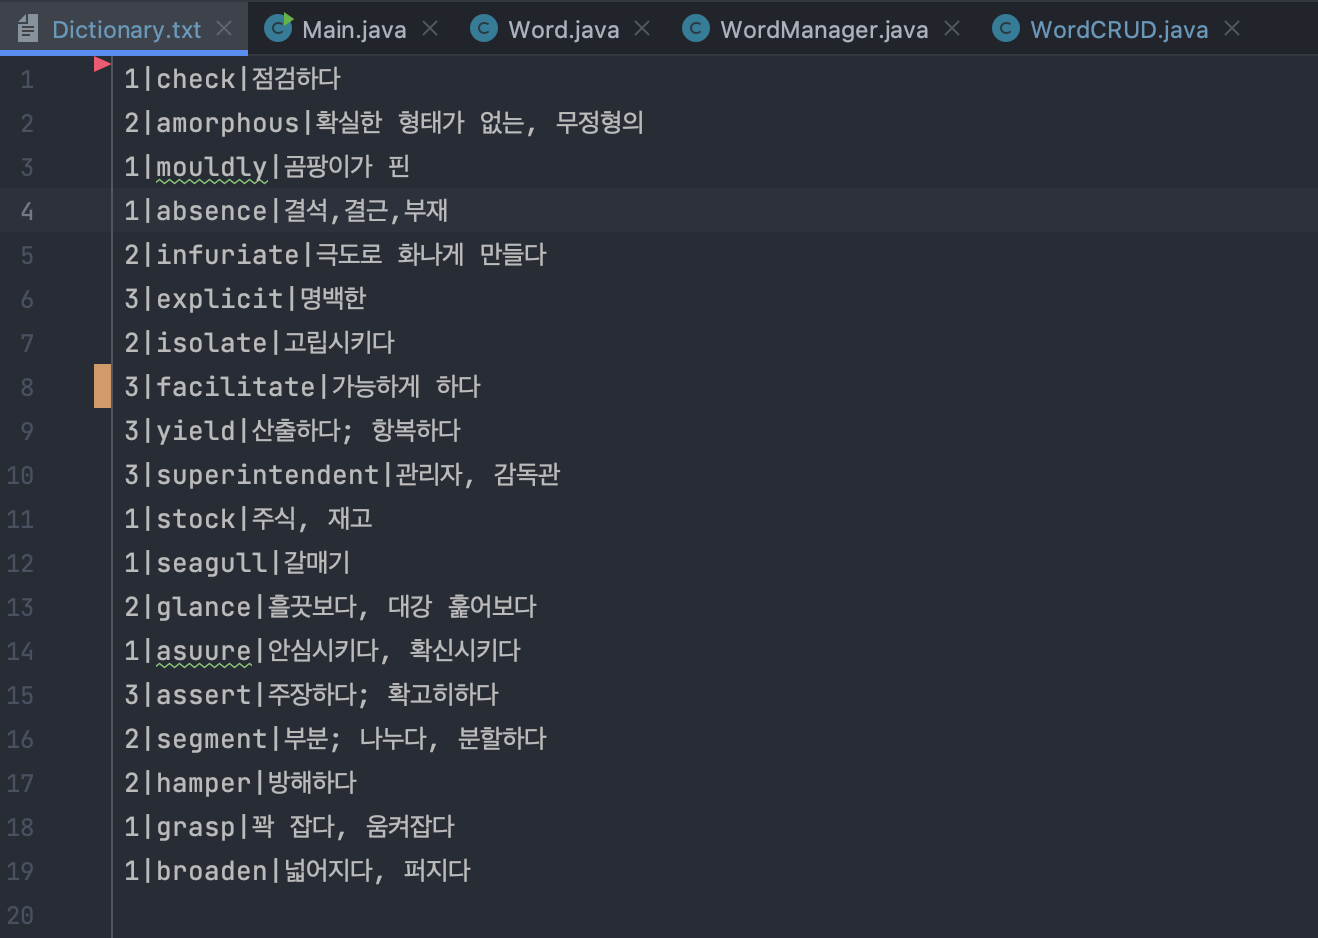 Dictionary.txt Main.java Word.java WordManager.java WordCRUD.java
1 1|check|점검하다
2 2|amorphous|확실한 형태가 없는, 무정형의
3 1|mouldly|곰팡이가 핀
4 1|absence|결석,결근,부재
5 2|infuriate|극도로 화나게 만들다
6 3|explicit|명백한
7 2|isolate|고립시키다
8 3|facilitate|가능하게 하다
9 3|yield|산출하다; 항복하다
10 3|superintendent|관리자, 감독관
11 1|stock|주식, 재고
12 1|seagull|갈매기
13 2|glance|흘끗보다, 대강 훑어보다
14 1|asuure|안심시키다, 확신시키다
15 3|assert|주장하다; 확고히하다
16 2|segment|부분; 나누다, 분할하다
17 2|hamper|방해하다
18 1|grasp|꽉 잡다, 움켜잡다
19 1|broaden|넓어지다, 퍼지다
20